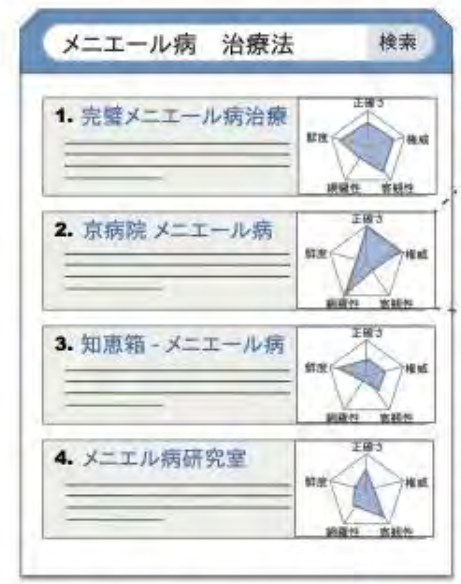 メニエール病　治療法　検索
1. 完璧メニエール病治療
正確さ
鮮度　権威
網羅性　客観性
2. 京病院 メニエール病
正確さ
鮮度　権威
網羅性　客観性
3. 知恵箱 - メニエール病
正確さ
鮮度　権威
網羅性　客観性
4. メニエル病研究室
正確さ
鮮度　権威
網羅性　客観性